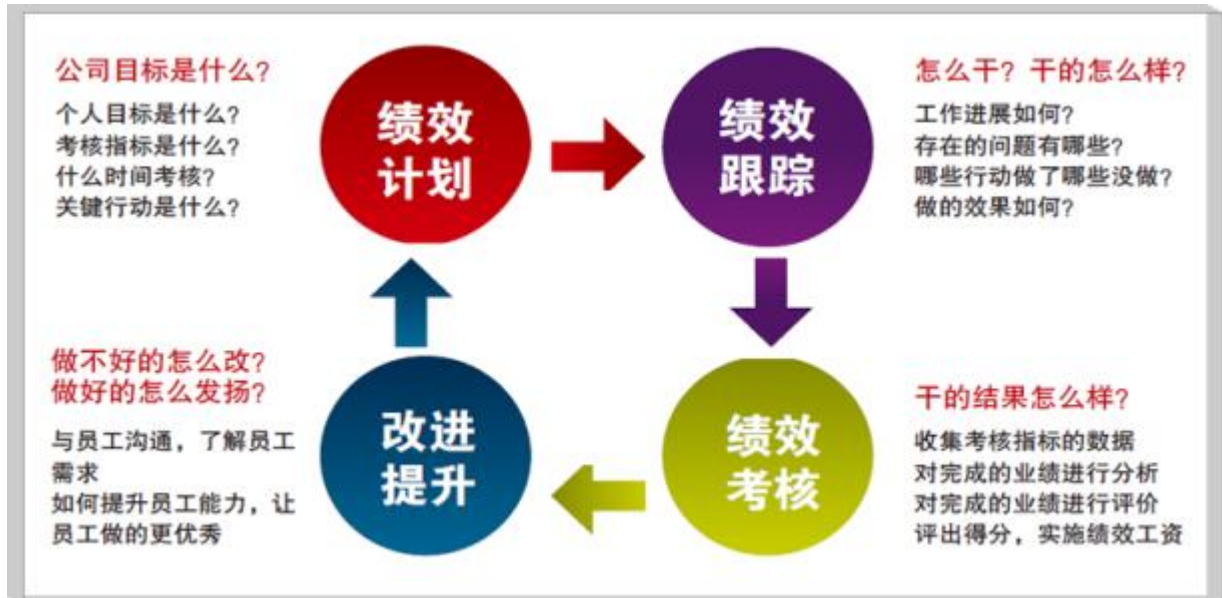 公司目标是什么?
个人目标是什么?
考核指标是什么?
什么时间考核?
关键行动是什么?
绩效
计划
绩效
跟踪
怎么干? 干的怎么样?
工作进展如何?
存在的问题有哪些?
哪些行动做了哪些没做?
做的效果如何?
做不好的怎么改?
做好的怎么发扬?
与员工沟通，了解员工
需求
如何提升员工能力，让
员工做的更优秀
改进
提升
绩效
考核
干的结果怎么样?
收集考核指标的数据
对完成的业绩进行分析
对完成的业绩进行评价
评出得分，实施绩效工资